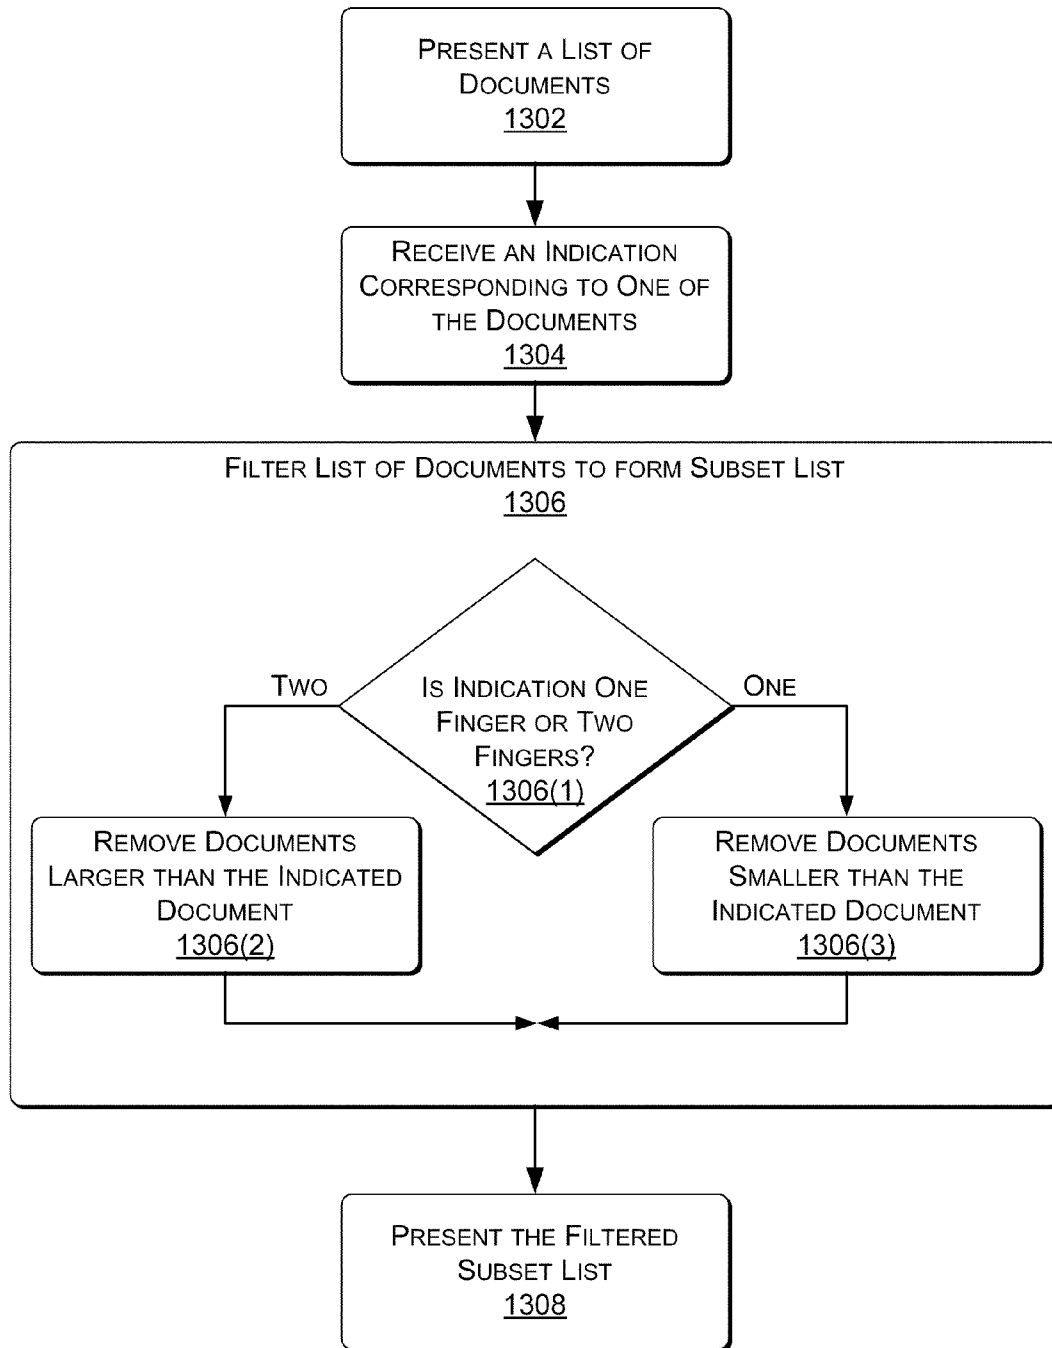 PRESENT A LIST OF
DOCUMENTS
1302
RECEIVE AN INDICATION
CORRESPONDING TO ONE OF
THE DOCUMENTS
1304
FILTER LIST OF DOCUMENTS TO FORM SUBSET LIST
1306
TWO
IS INDICATION ONE
FINGER OR TWO
FINGERS?
1306(1)
ONE
REMOVE DOCUMENTS
LARGER THAN THE INDICATED
DOCUMENT
1306(2)
REMOVE DOCUMENTS
SMALLER THAN THE
INDICATED DOCUMENT
1306(3)
PRESENT THE FILTERED
SUBSET LIST
1308